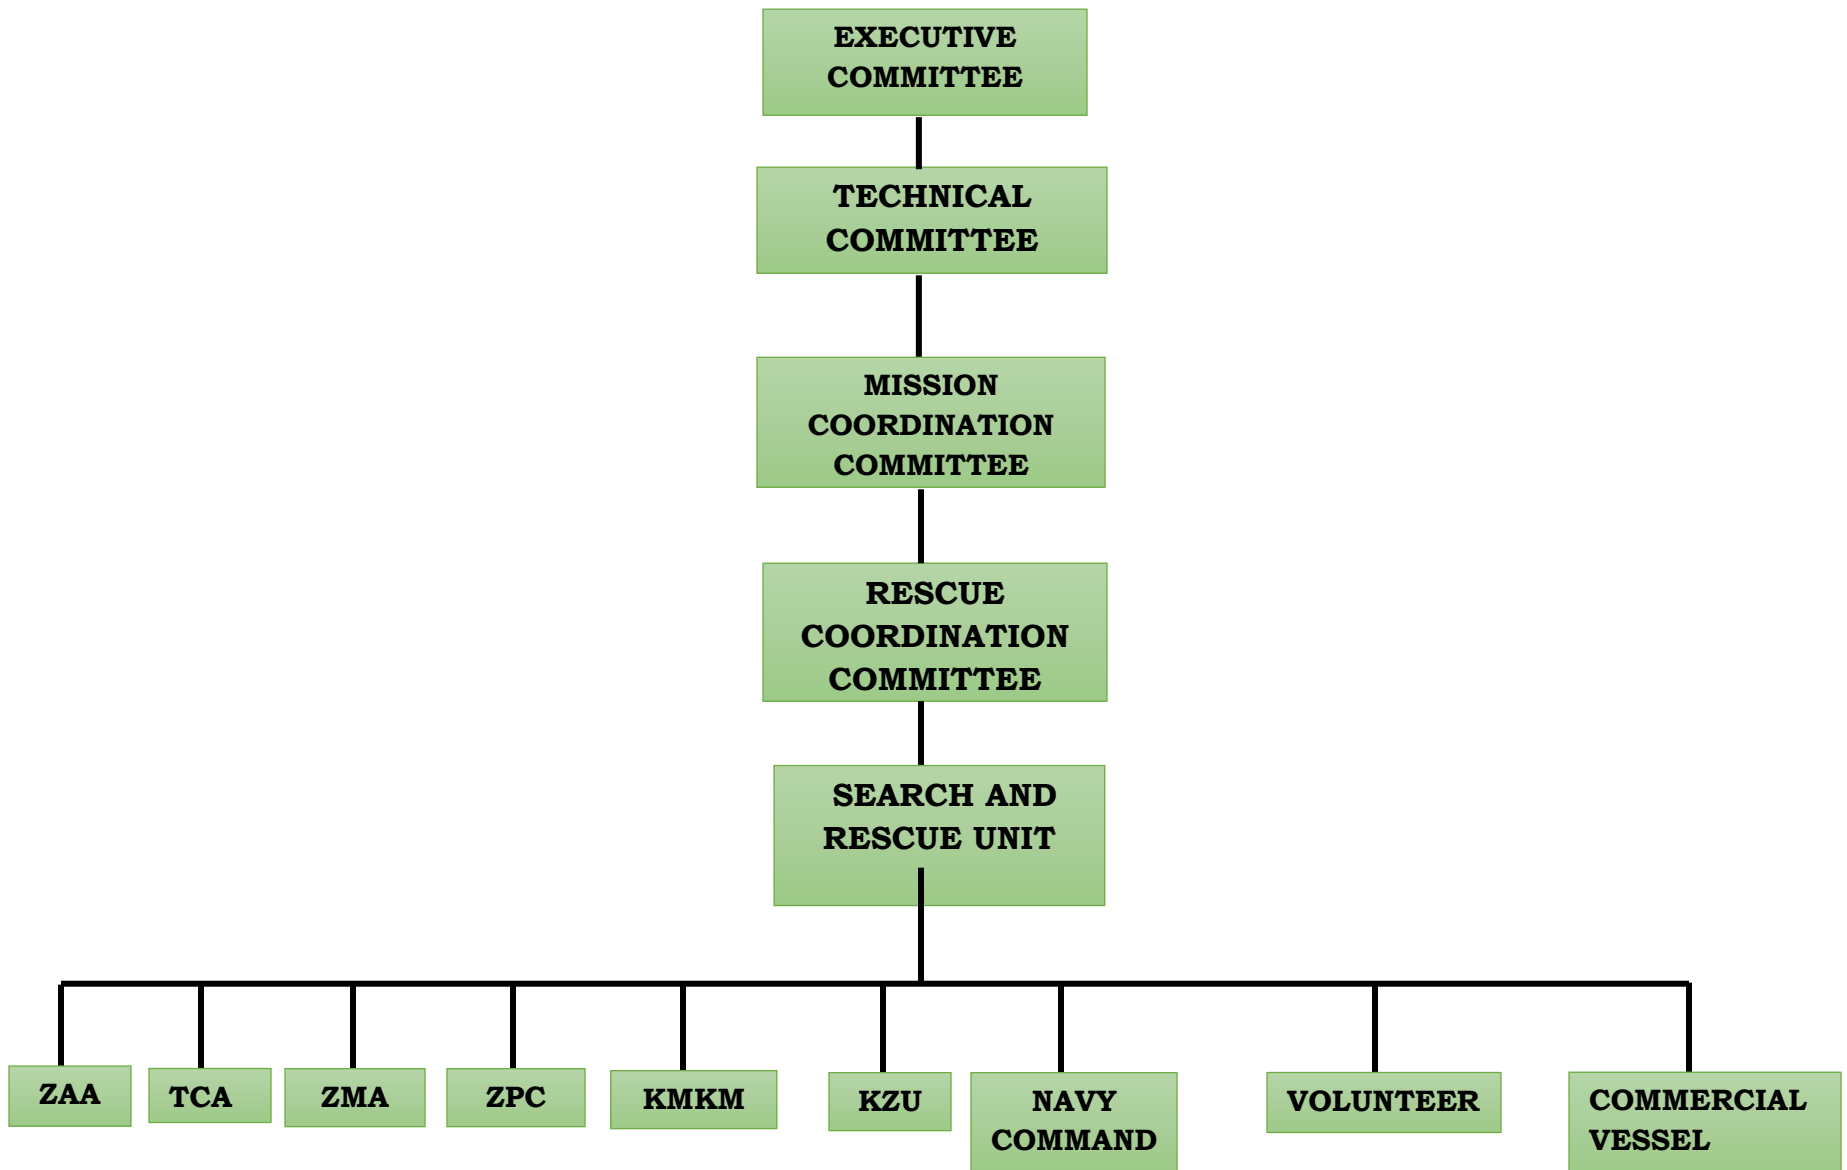 EXECUTIVE
COMMITTEE
TECHNICAL
COMMITTEE
MISSION
COORDINATION
COMMITTEE
RESCUE
COORDINATION
COMMITTEE
SEARCH AND
RESCUE UNIT
ZAA
TCA
ZMA
ZPC
KMKM
KZU
NAVY
COMMAND
VOLUNTEER
COMMERCIAL
VESSEL